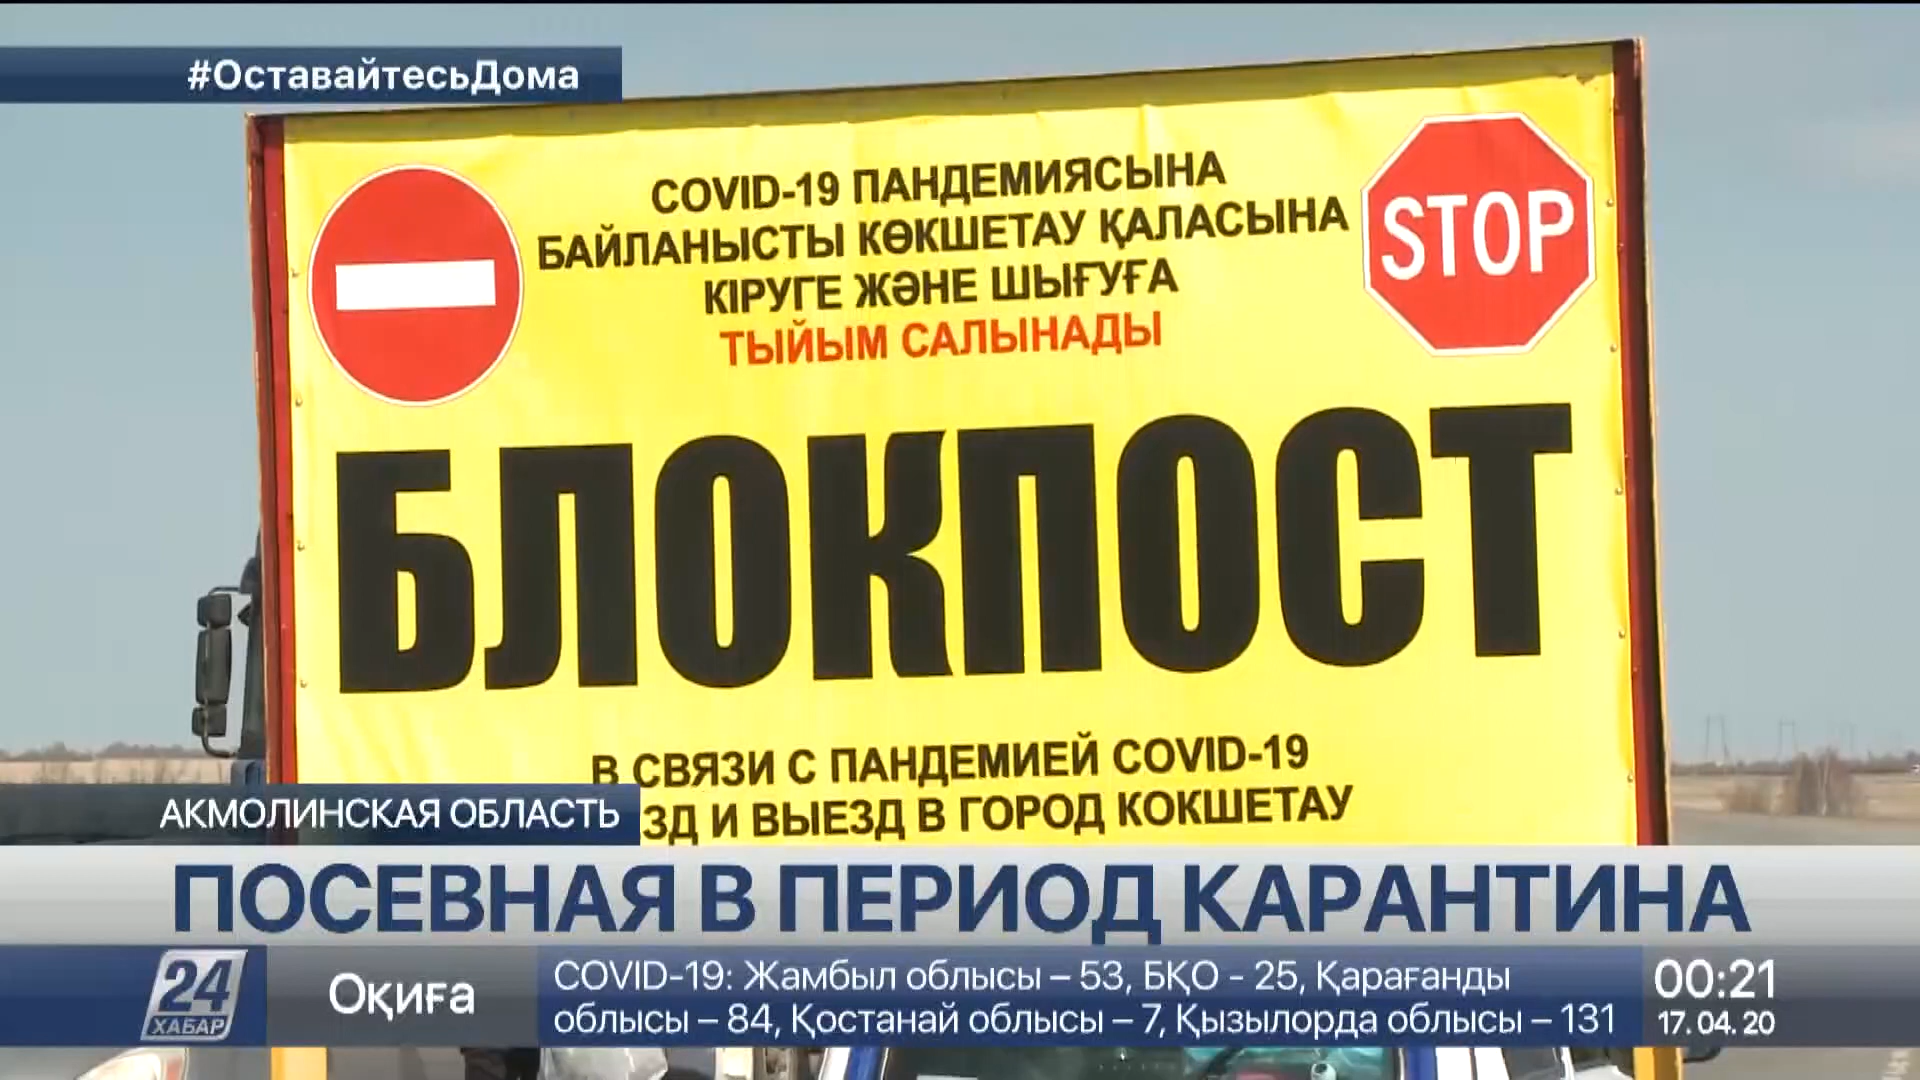 #ОставайтесьДома
COVID-19 ПАНДЕМИЯСЫНА
БАЙЛАНЫСТЫ КӨКШЕТАУ ҚАЛАСЫНА
КІРУГЕ ЖӘНЕ ШЫҒУҒА
ТЫЙЫМ САЛЫНАДЫ
STOP
БЛОКПОСТ
В СВЯЗИ С ПАНДЕМИЕЙ COVID-19
ЗД И ВЫЕЗД В ГОРОД КОКШЕТАУ
АКМОЛИНСКАЯ ОБЛАСТЬ
ПОСЕВНАЯ В ПЕРИОД КАРАНТИНА
24
ХАБАР
Оқиға
COVID-19: Жамбыл облысы – 53, БҚО - 25, Қарағанды
облысы – 84, Қостанай облысы – 7, Қызылорда облысы – 131
00:21
17. 04. 20